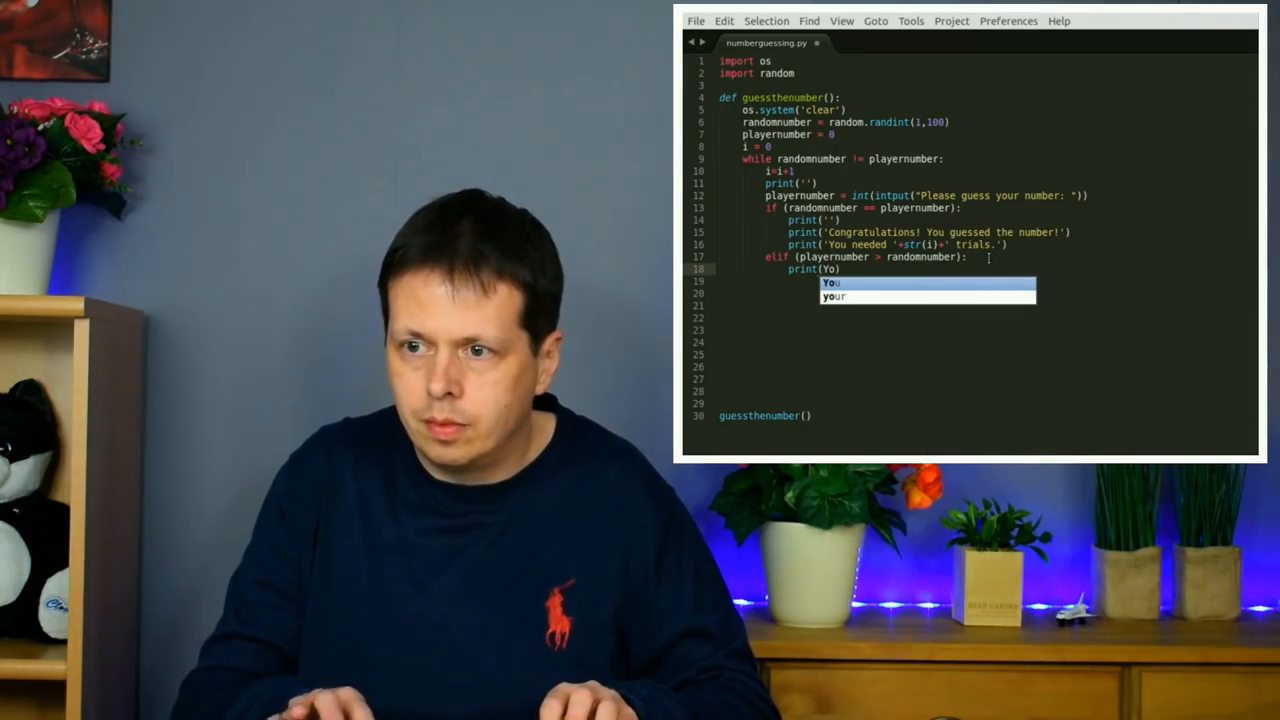 File Edit Selection Find View Goto Tools Project Preferences Help
numberguessing.py
1 import os
2 import random
3
4 def guessthenumber():
5 os.system('clear')
6 randomnumber = random.randint(1,100)
7 playernumber = 0
8 i = 0
9 while randomnumber != playernumber:
10 i=i+1
11 print('')
12 playernumber = int(intput("Please guess your number: "))
13 if (randomnumber == playernumber):
14 print('')
15 print('Congratulations! You guessed the number!')
16 print('You needed '+str(i)+' trials.')
17 elif (playernumber > randomnumber):
18 print(Yo)
19 You
20 your
21
22
23
24
25
26
27
28
29
30 guessthenumber()
HERB GARDEN